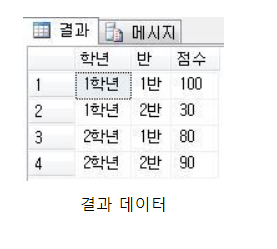 결과 메시지
학년 반 점수
1 1학년 1반 100
2 1학년 2반 30
3 2학년 1반 80
4 2학년 2반 90
결과 데이터